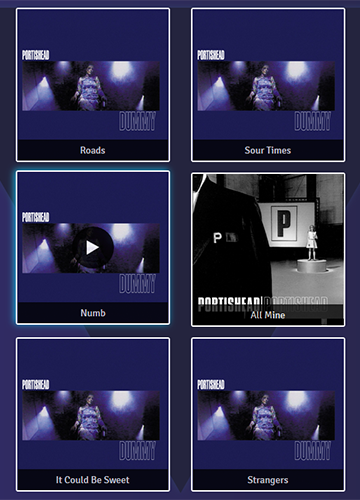 PORTISHEAD
DUMMY
Roads
PORTISHEAD
DUMMY
Sour Times
PORTISHEAD
DUMMY
Numb
P
P
PORTISHEAD PORTISHEAD
All Mine
PORTISHEAD
DUMMY
It Could Be Sweet
PORTISHEAD
DUMMY
Strangers